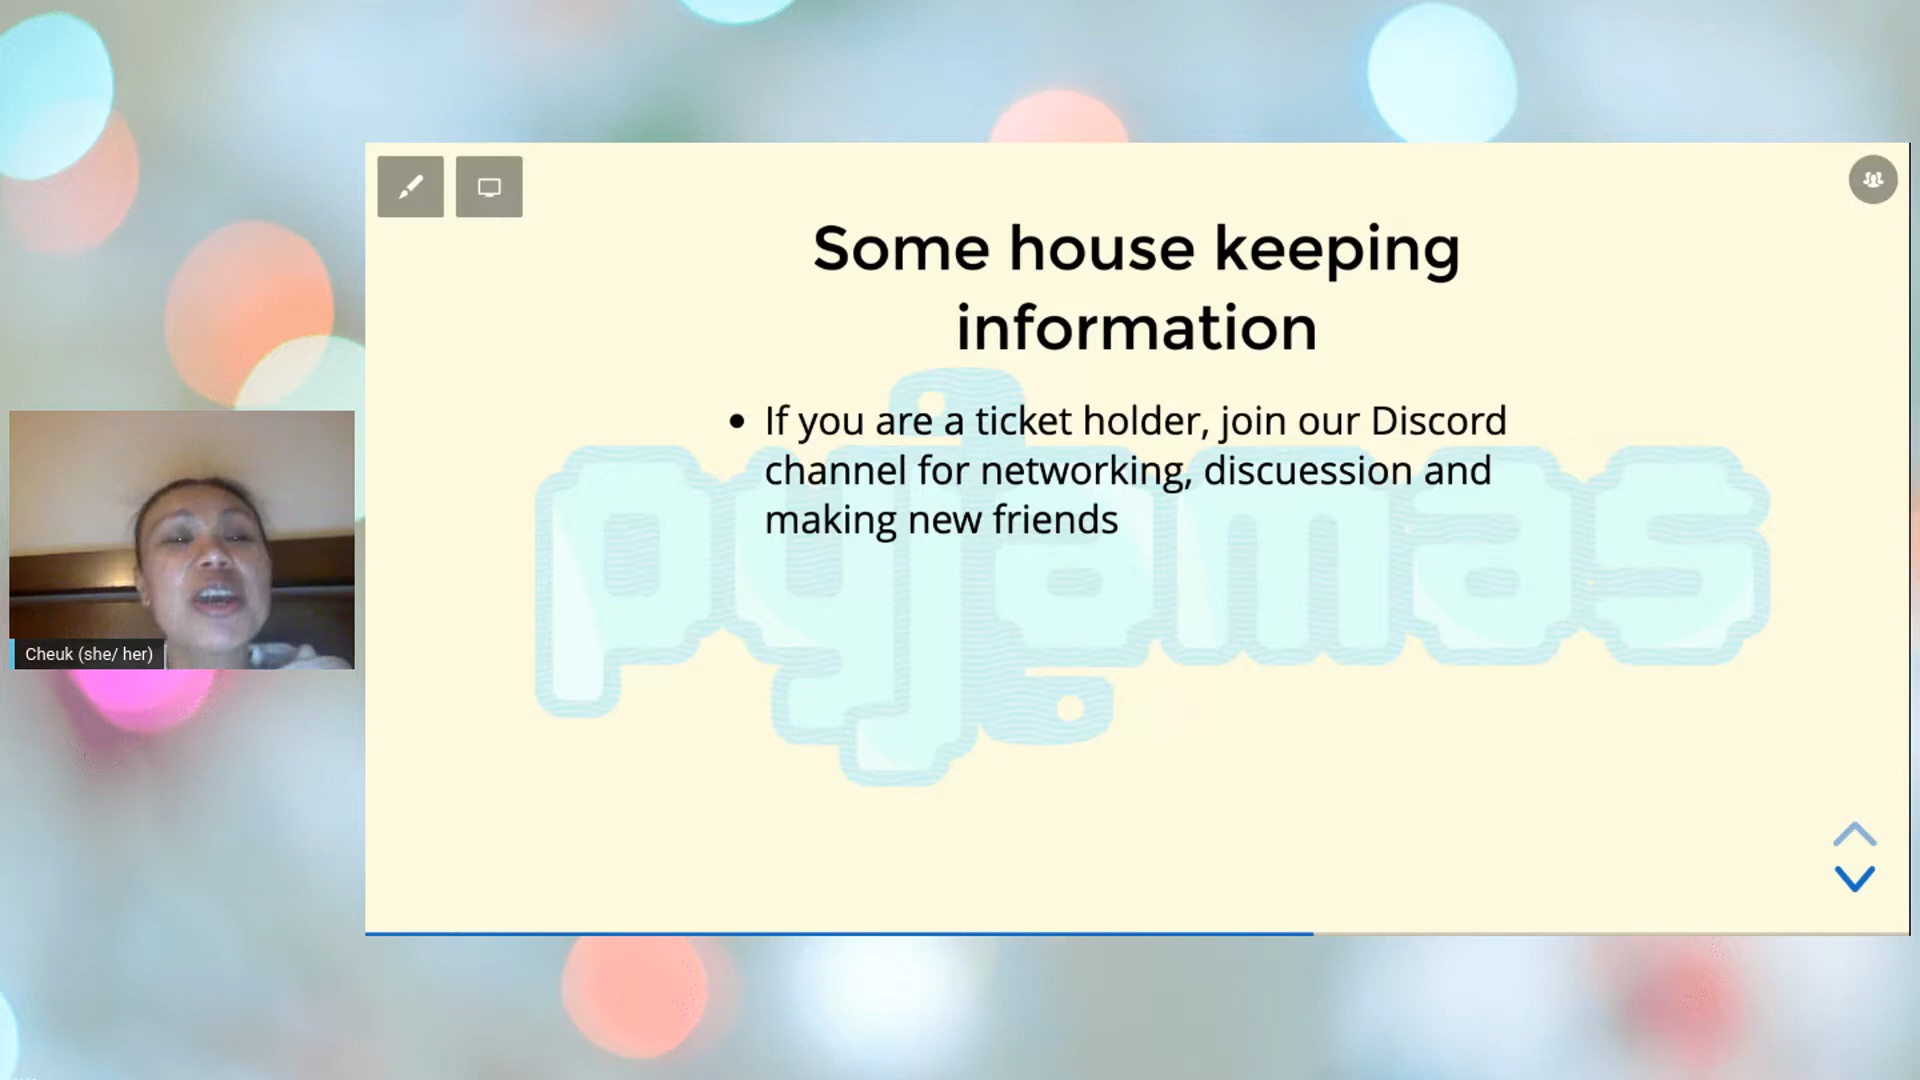 Some house keeping
information
• If you are a ticket holder, join our Discord
channel for networking, discuession and
making new friends
pyjamas
Cheuk (she/ her)